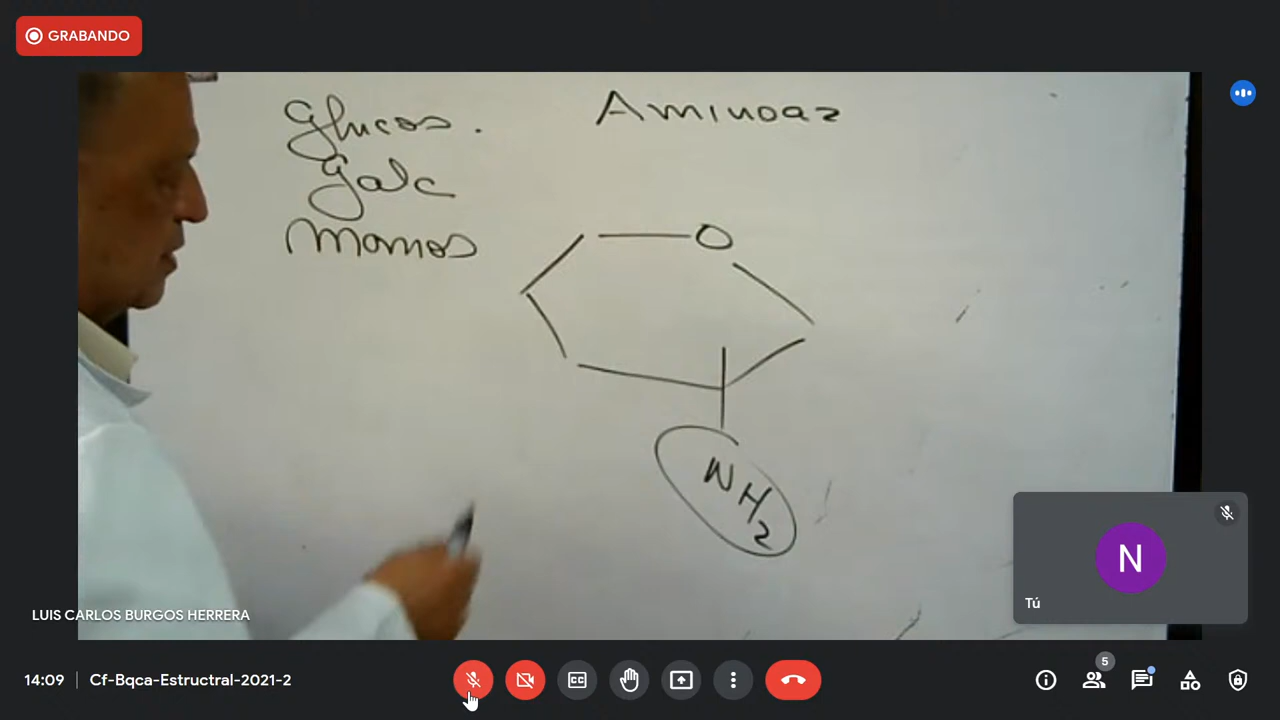 GRABANDO
Glucos.
Aminoaz
Galc
Manos
O
NH2
N
Tú
LUIS CARLOS BURGOS HERRERA
5
14:09
Cf-Bqca-Estructral-2021-2
CC